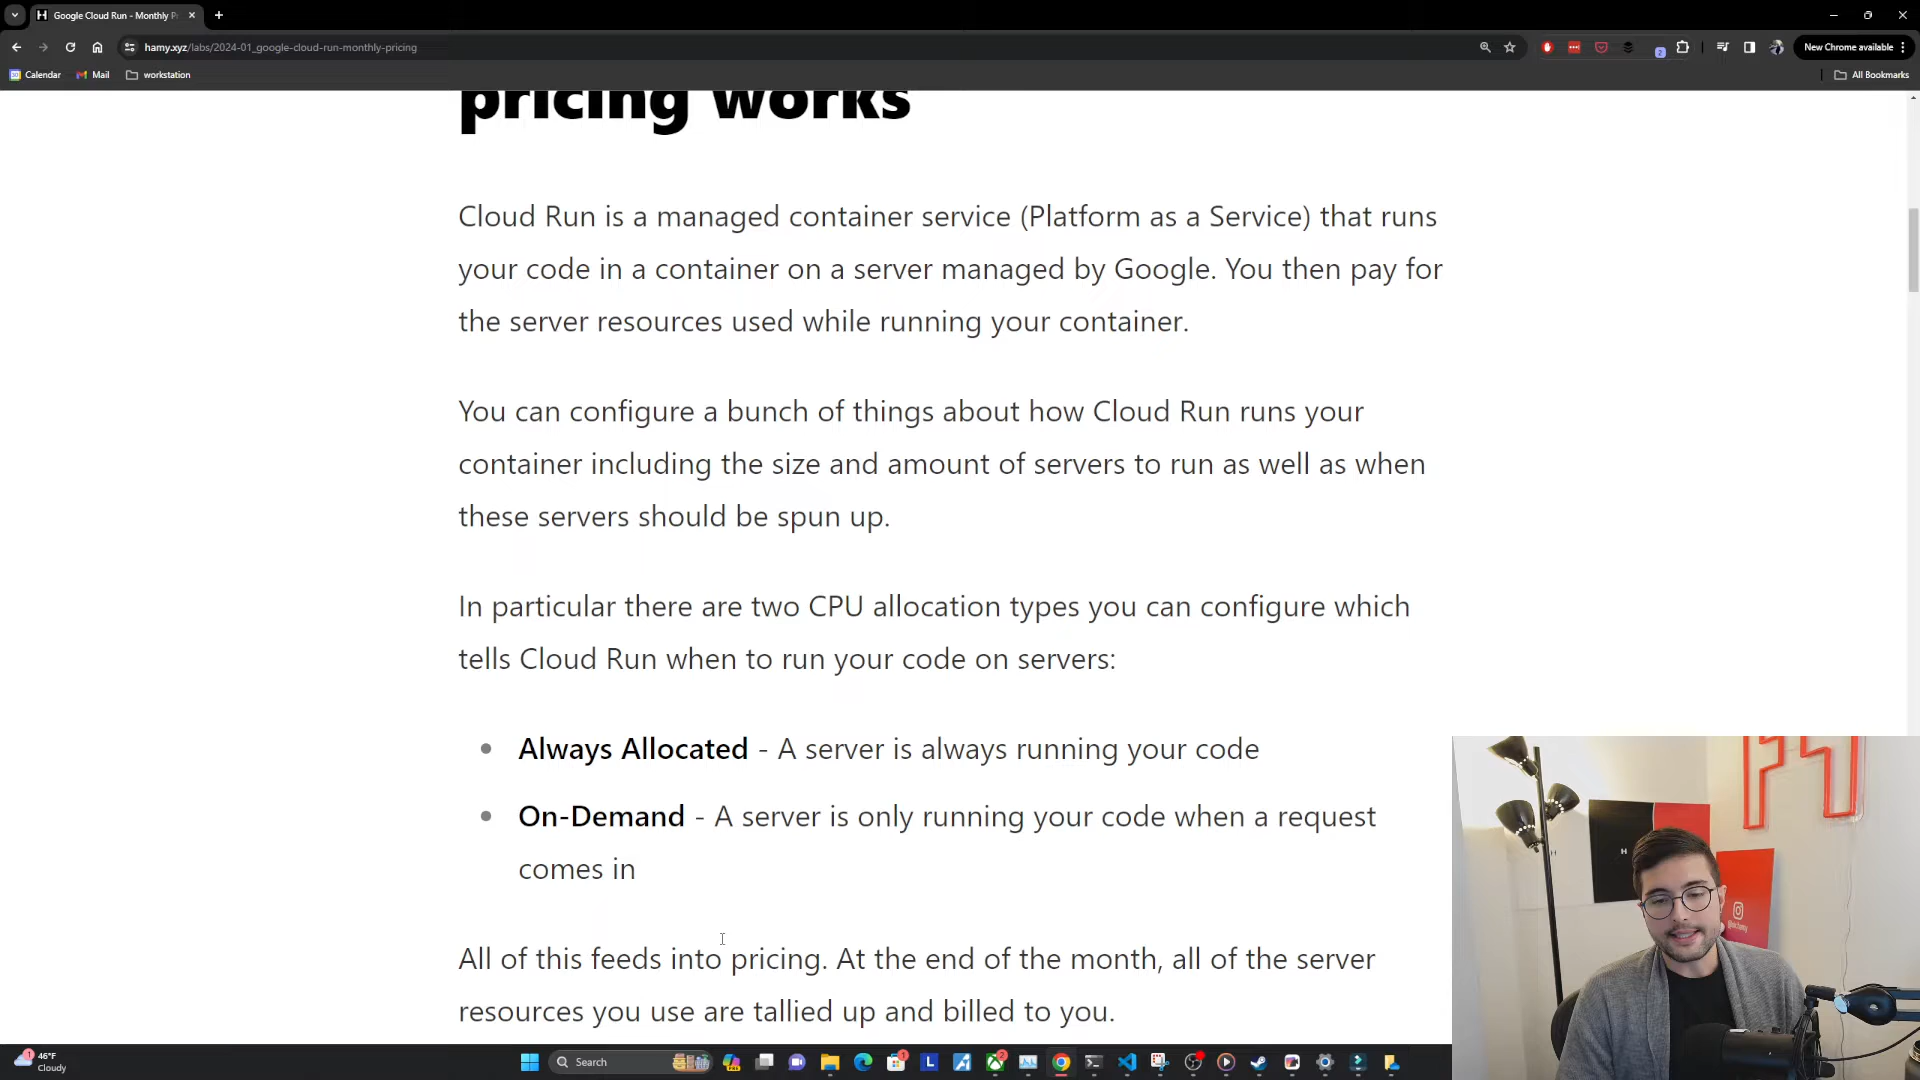 Google Cloud Run - Monthly P
New Chrome available
hamy.xyz/labs/2024-01_google-cloud-run-monthly-pricing
2
Calendar
Mail
workstation
All Bookmarks
pricing works
Cloud Run is a managed container service (Platform as a Service) that runs
your code in a container on a server managed by Google. You then pay for
the server resources used while running your container.
You can configure a bunch of things about how Cloud Run runs your
container including the size and amount of servers to run as well as when
these servers should be spun up.
In particular there are two CPU allocation types you can configure which
tells Cloud Run when to run your code on servers:
Always Allocated - A server is always running your code
On-Demand - A server is only running your code when a request
comes in
All of this feeds into pricing. At the end of the month, all of the server
resources you use are tallied up and billed to you.
H
1
46°F
Cloudy
Search
1
L
2